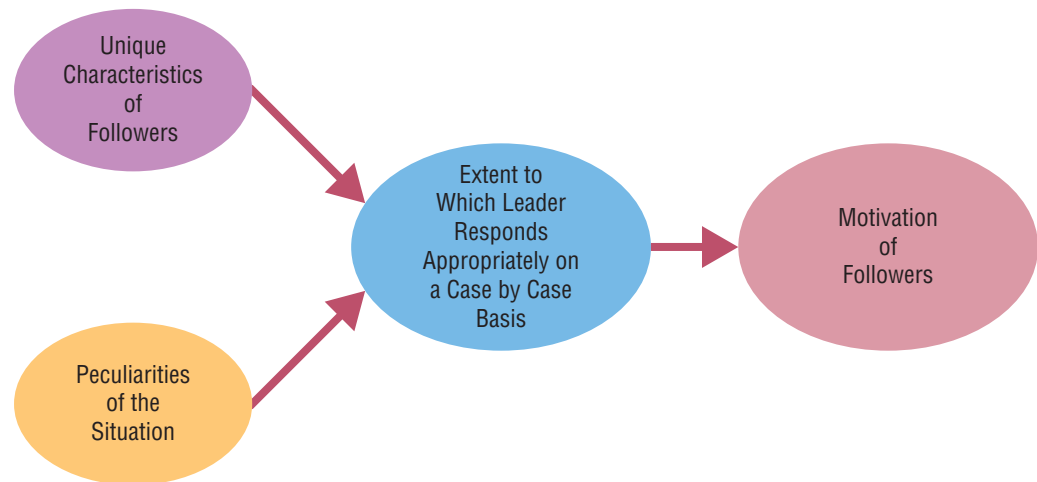 Unique
Characteristics
of
Followers
Extent to
Which Leader
Responds
Appropriately on
a Case by Case
Basis
Motivation
of
Followers
Peculiarities
of the
Situation